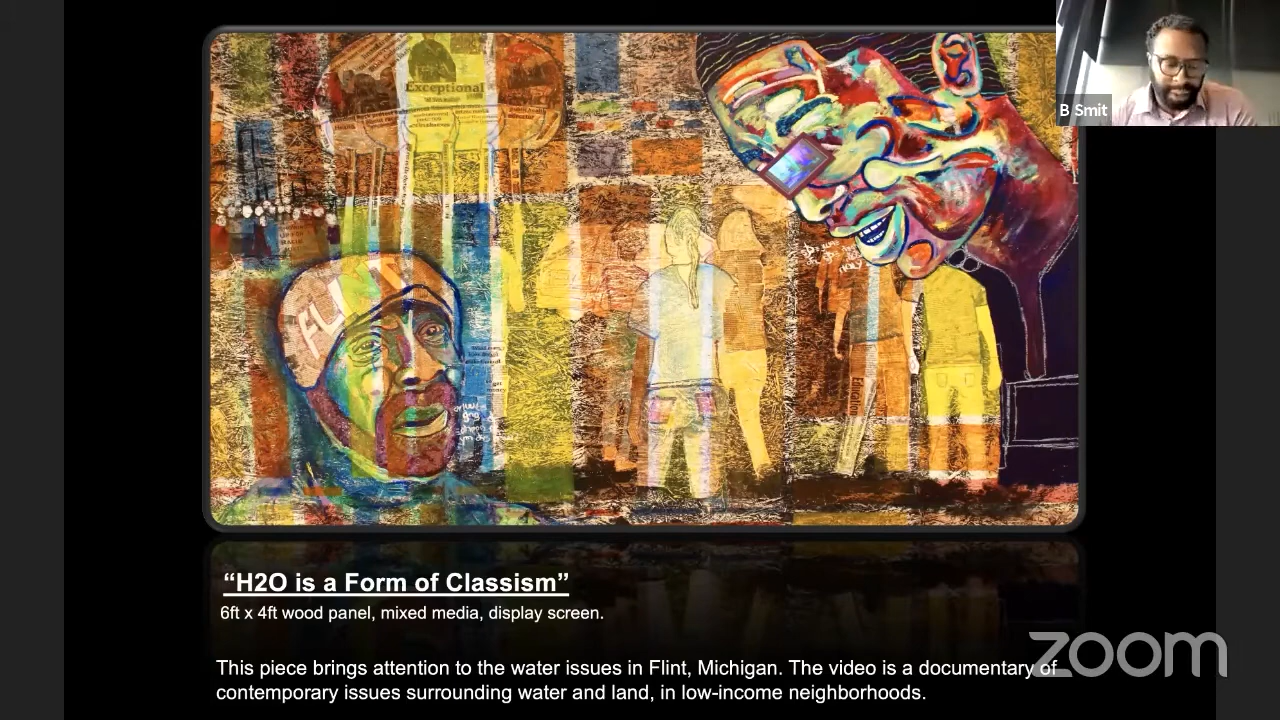 Exceptional
B Smit
FLINT
Education
“H2O is a Form of Classism”
6ft x 4ft wood panel, mixed media, display screen.
This piece brings attention to the water issues in Flint, Michigan. The video is a documentary of
contemporary issues surrounding water and land, in low-income neighborhoods.
zoom